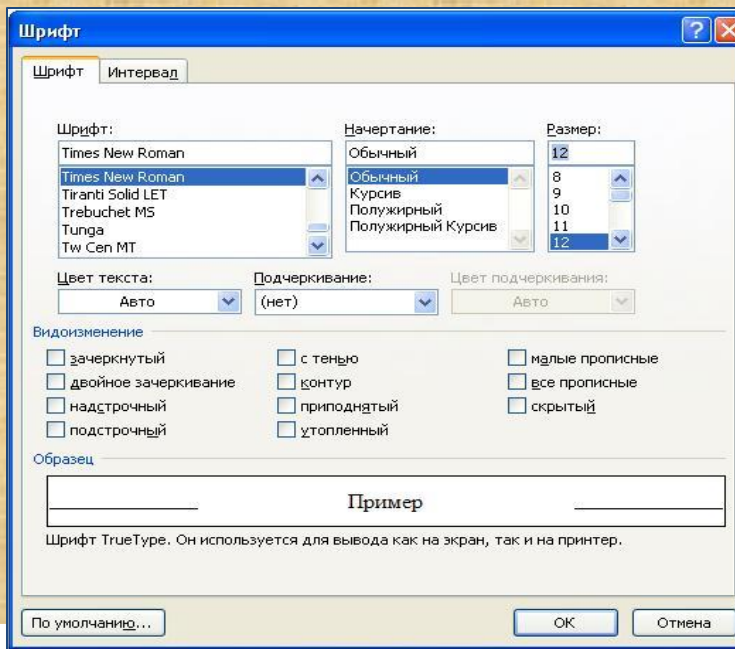 Шрифт
Шрифт Интервал
Шрифт: Начертание: Размер:
Times New Roman Обычный 12
Times New Roman Обычный 8
Tiranti Solid LET Курсив 9
Trebuchet MS Полужирный 10
Tunga Полужирный Курсив 11
Tw Cen MT 12
Цвет текста: Подчеркивание: Цвет подчеркивания:
Авто (нет) Авто
Видоизменение
зачеркнутый с тенью малые прописные
двойное зачеркивание контур все прописные
надстрочный приподнятый скрытый
подстрочный утопленный
Образец
Пример
Шрифт TrueType. Он используется для вывода как на экран, так и на принтер.
По умолчанию... ОК Отмена